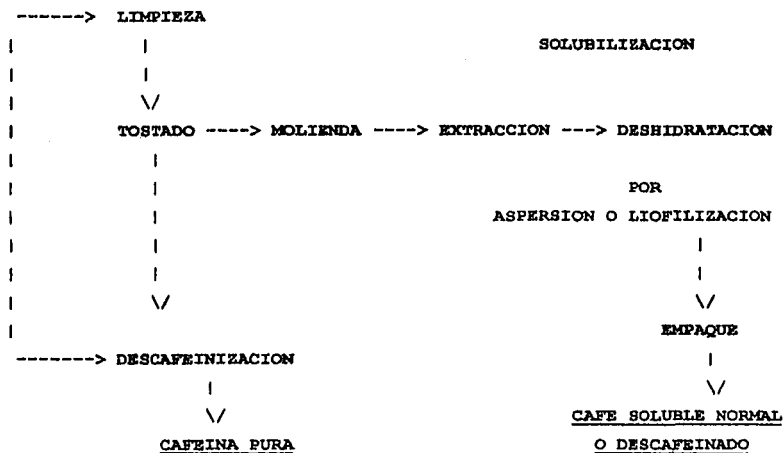 ------> LIMPIEZA
SOLUBILIZACION
TOSTADO ----> MOLIENDA ----> EXTRACCION ---> DESHIDRATACION
POR
ASPERSION O LIOFILIZACION
EMPAQUE
-------> DESCAFEINIZACION
CAFE SOLUBLE NORMAL
CAFEINA PURA
O DESCAFEINADO